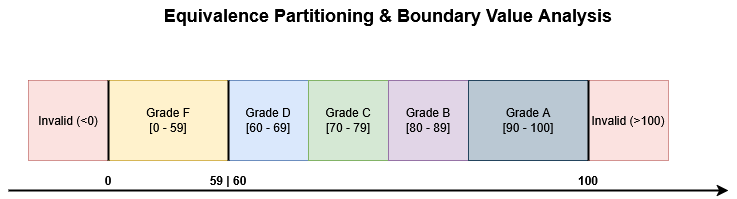 Equivalence Partitioning & Boundary Value Analysis
Invalid (<0)
Grade F
[0 - 59]
Grade D
[60 - 69]
Grade C
[70 - 79]
Grade B
[80 - 89]
Grade A
[90 - 100]
Invalid (>100)
0
59 | 60
100